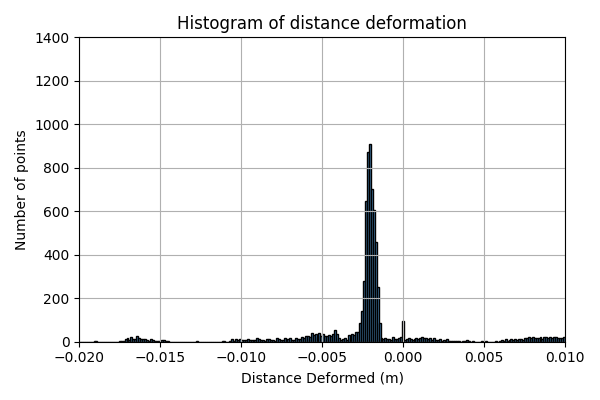 Histogram of distance deformation
1400
1200
1000
800
600
400
200
0
Number of points
−0.020 −0.015 −0.010 −0.005 0.000 0.005 0.010
Distance Deformed (m)